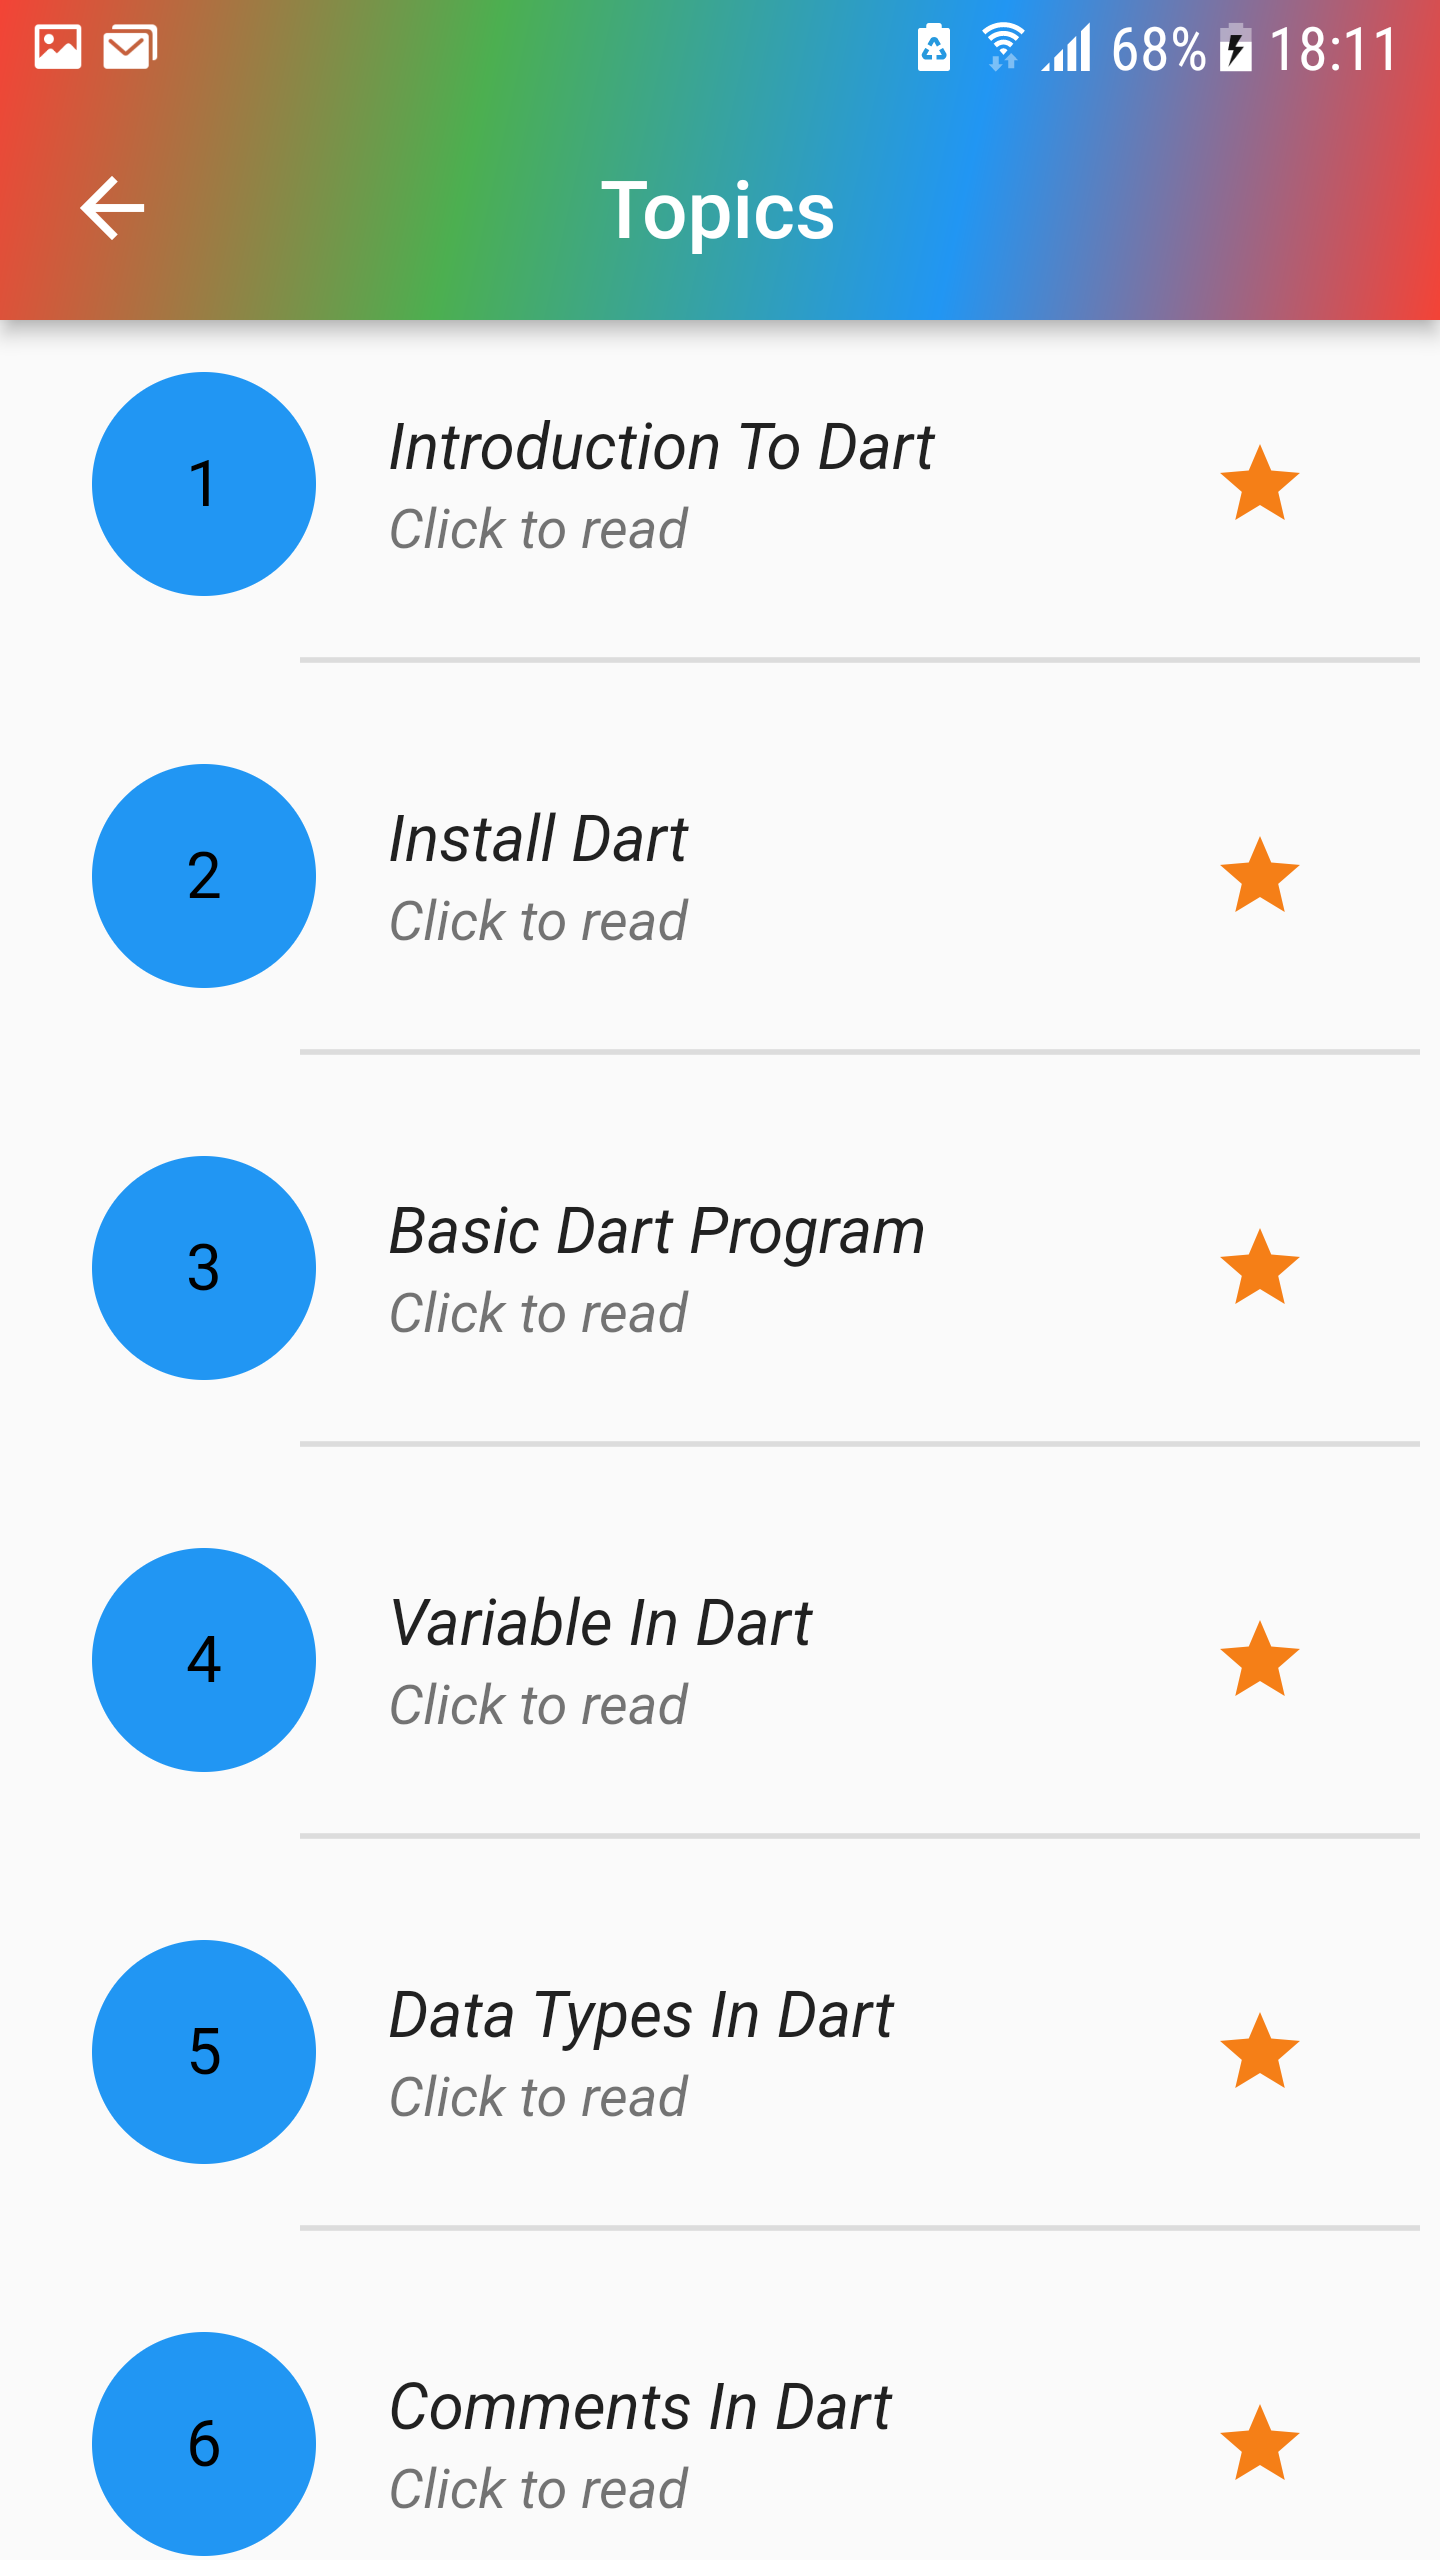 68% 18:11
Topics
1
Introduction To Dart
Click to read
2
Install Dart
Click to read
3
Basic Dart Program
Click to read
4
Variable In Dart
Click to read
5
Data Types In Dart
Click to read
6
Comments In Dart
Click to read